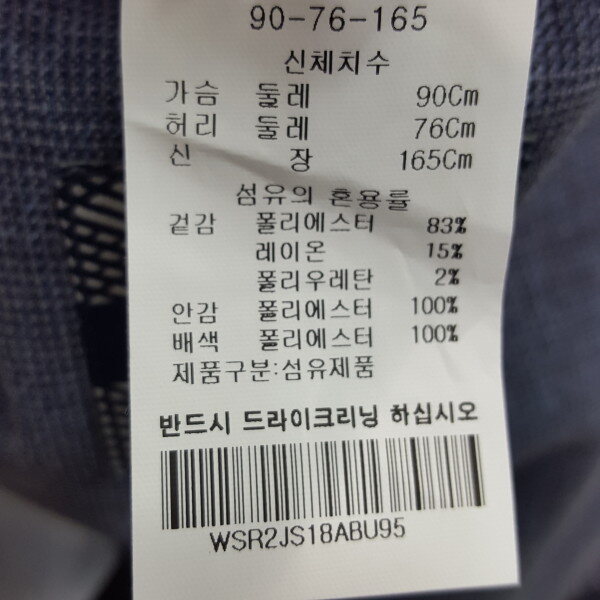 90-76-165
신체치수
가슴 둘레 90Cm
허리 둘레 76Cm
신 장 165Cm
섬유의 혼용률
겉감 폴리에스터 83%
레이온 15%
폴리우레탄 2%
안감 폴리에스터 100%
배색 폴리에스터 100%
제품구분:섬유제품
반드시 드라이크리닝 하십시오
WSR2JS18ABU95